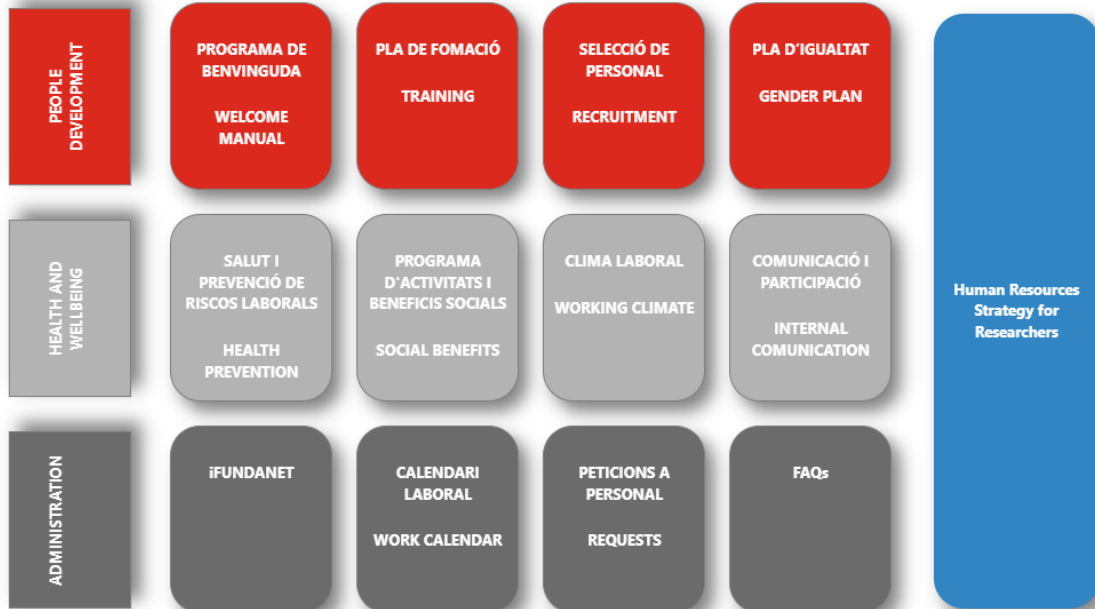 PEOPLE
DEVELOPMENT
PROGRAMA DE
BENVINGUDA
WELCOME
MANUAL
PLA DE FOMACIÓ
TRAINING
SELECCIÓ DE
PERSONAL
RECRUITMENT
PLA D'IGUALTAT
GENDER PLAN
HEALTH AND
WELLBEING
SALUT I
PREVENCIÓ DE
RISCOS LABORALS
HEALTH
PREVENTION
PROGRAMA
D'ACTIVITATS I
BENEFICIS SOCIALS
SOCIAL BENEFITS
CLIMA LABORAL
WORKING CLIMATE
COMUNICACIÓ I
PARTICIPACIÓ
INTERNAL
COMUNICATION
ADMINISTRATION
iFUNDANET
CALENDARI
LABORAL
WORK CALENDAR
PETICIONS A
PERSONAL
REQUESTS
FAQs
Human Resources
Strategy for
Researchers